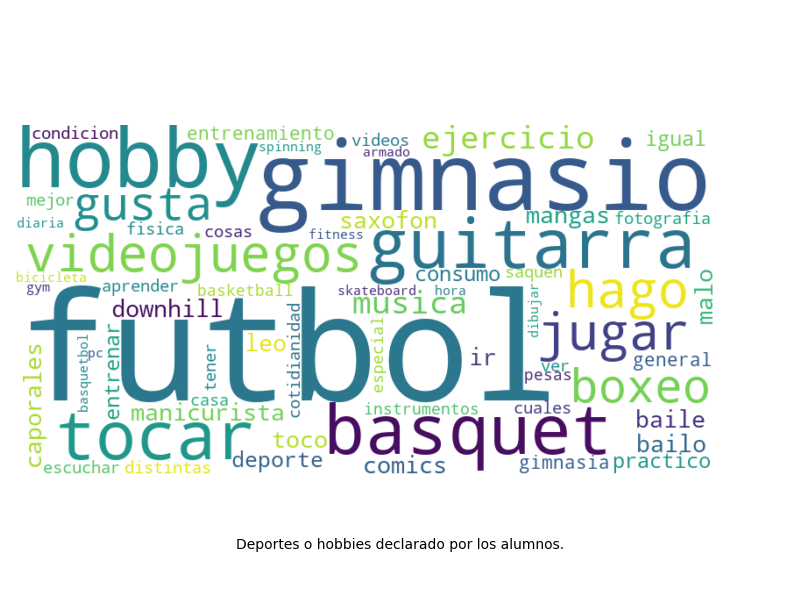 condicion entrenamiento videos ejercicio igual
hobby spinning armado gimnasio
mejor gusta saxofon mangas fotografia
diaria fisica cosas fitness guitarra
videojuegos consumo saquen
bicicleta gym aprender basketball skateboard hora hago malo
futbol downhill musica dibujar jugar
basquetbol pc entrenar leo cotidianidad especial ir ver general
caporales tener casa pesas boxeo
manicurista instrumentos cuales baile
tocar toco basquet bailo
escuchar distintas deporte comics gimnasia practico
Deportes o hobbies declarado por los alumnos.